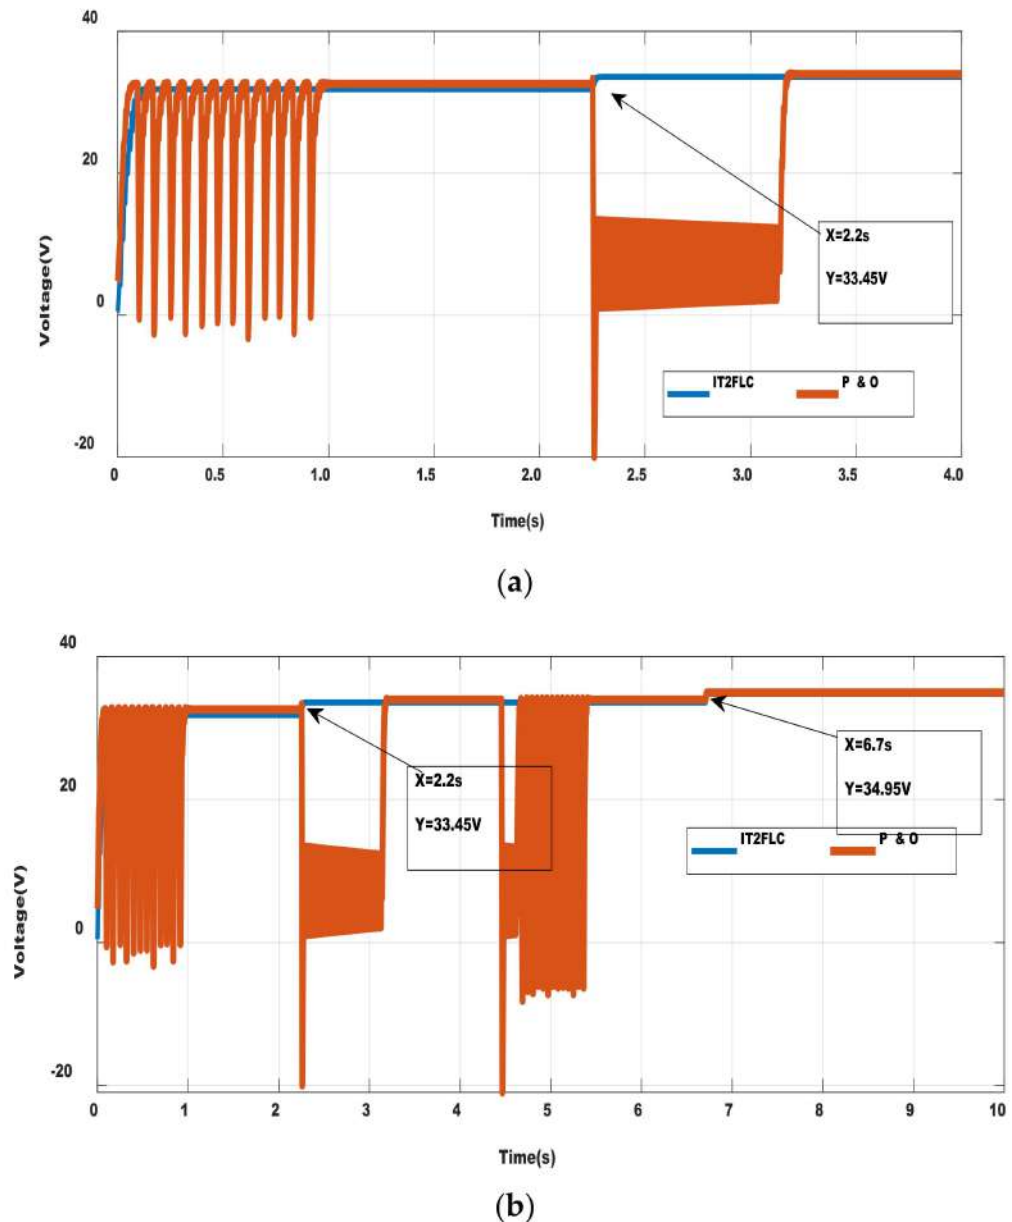 40
20
0
-20
Voltage(V)
X=2.2s
Y=33.45V
IT2FLC P & O
0 0.5 1.0 1.5 2.0 2.5 3.0 3.5 4.0
Time(s)
(a)
40
20
0
-20
Voltage(V)
X=2.2s
Y=33.45V
X=6.7s
Y=34.95V
IT2FLC P & O
0 1 2 3 4 5 6 7 8 9 10
Time(s)
(b)